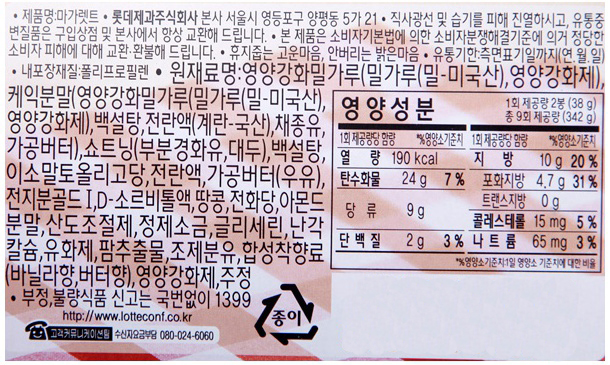 • 제품명:마가렛트 • 롯데제과주식회사 본사 서울시 영등포구 양평동 5가 21 • 직사광선 및 습기를 피해 진열하시고, 유통중
변질품은 구입상점 및 본사에서 항상 교환해 드립니다. • 본 제품은 소비자기본법에 의한 소비자분쟁해결기준에 의거 정당한
소비자 피해에 대해 교환·환불해 드립니다. • 휴지줍는 고운마음, 안버리는 밝은마음 • 유통기한:측면표기일까지(연.월.일)
• 내포장재질:폴리프로필렌 • 원재료명:영양강화밀가루(밀가루(밀-미국산),영양강화제),
케익분말(영양강화밀가루(밀가루(밀-미국산),
영양강화제),백설탕,전란액(계란-국산),채종유,
가공버터),쇼트닝(부분경화유,대두),백설탕,
이소말토올리고당,전란액,가공버터(우유),
전지분골드 I,D-소르비톨액,땅콩,전화당,아몬드
분말,산도조절제,정제소금,글리세린,난각
칼슘,유화제,팜추출물,조제분유,합성착향료
(바닐라향,버터향),영양강화제,주정
• 부정,불량식품 신고는 국번없이 1399
http://www.lotteconf.co.kr
고객커뮤니케이션팀 수신자요금부담 080-024-6060
종이
영양성분
1회 제공량 2봉 (38 g)
총 9회 제공량 (342 g)
1회 제공량당 함량 *%영양소기준치 1회 제공량당 함량 *%영양소기준치
열 량 190 kcal 지 방 10 g 20 %
탄수화물 24 g 7 % 포화지방 4.7 g 31 %
당 류 9 g 트랜스지방 0 g
콜레스테롤 15 mg 5 %
단 백 질 2 g 3 % 나 트 륨 65 mg 3 %
*%영양소기준치:1일 영양소 기준치에 대한 비율